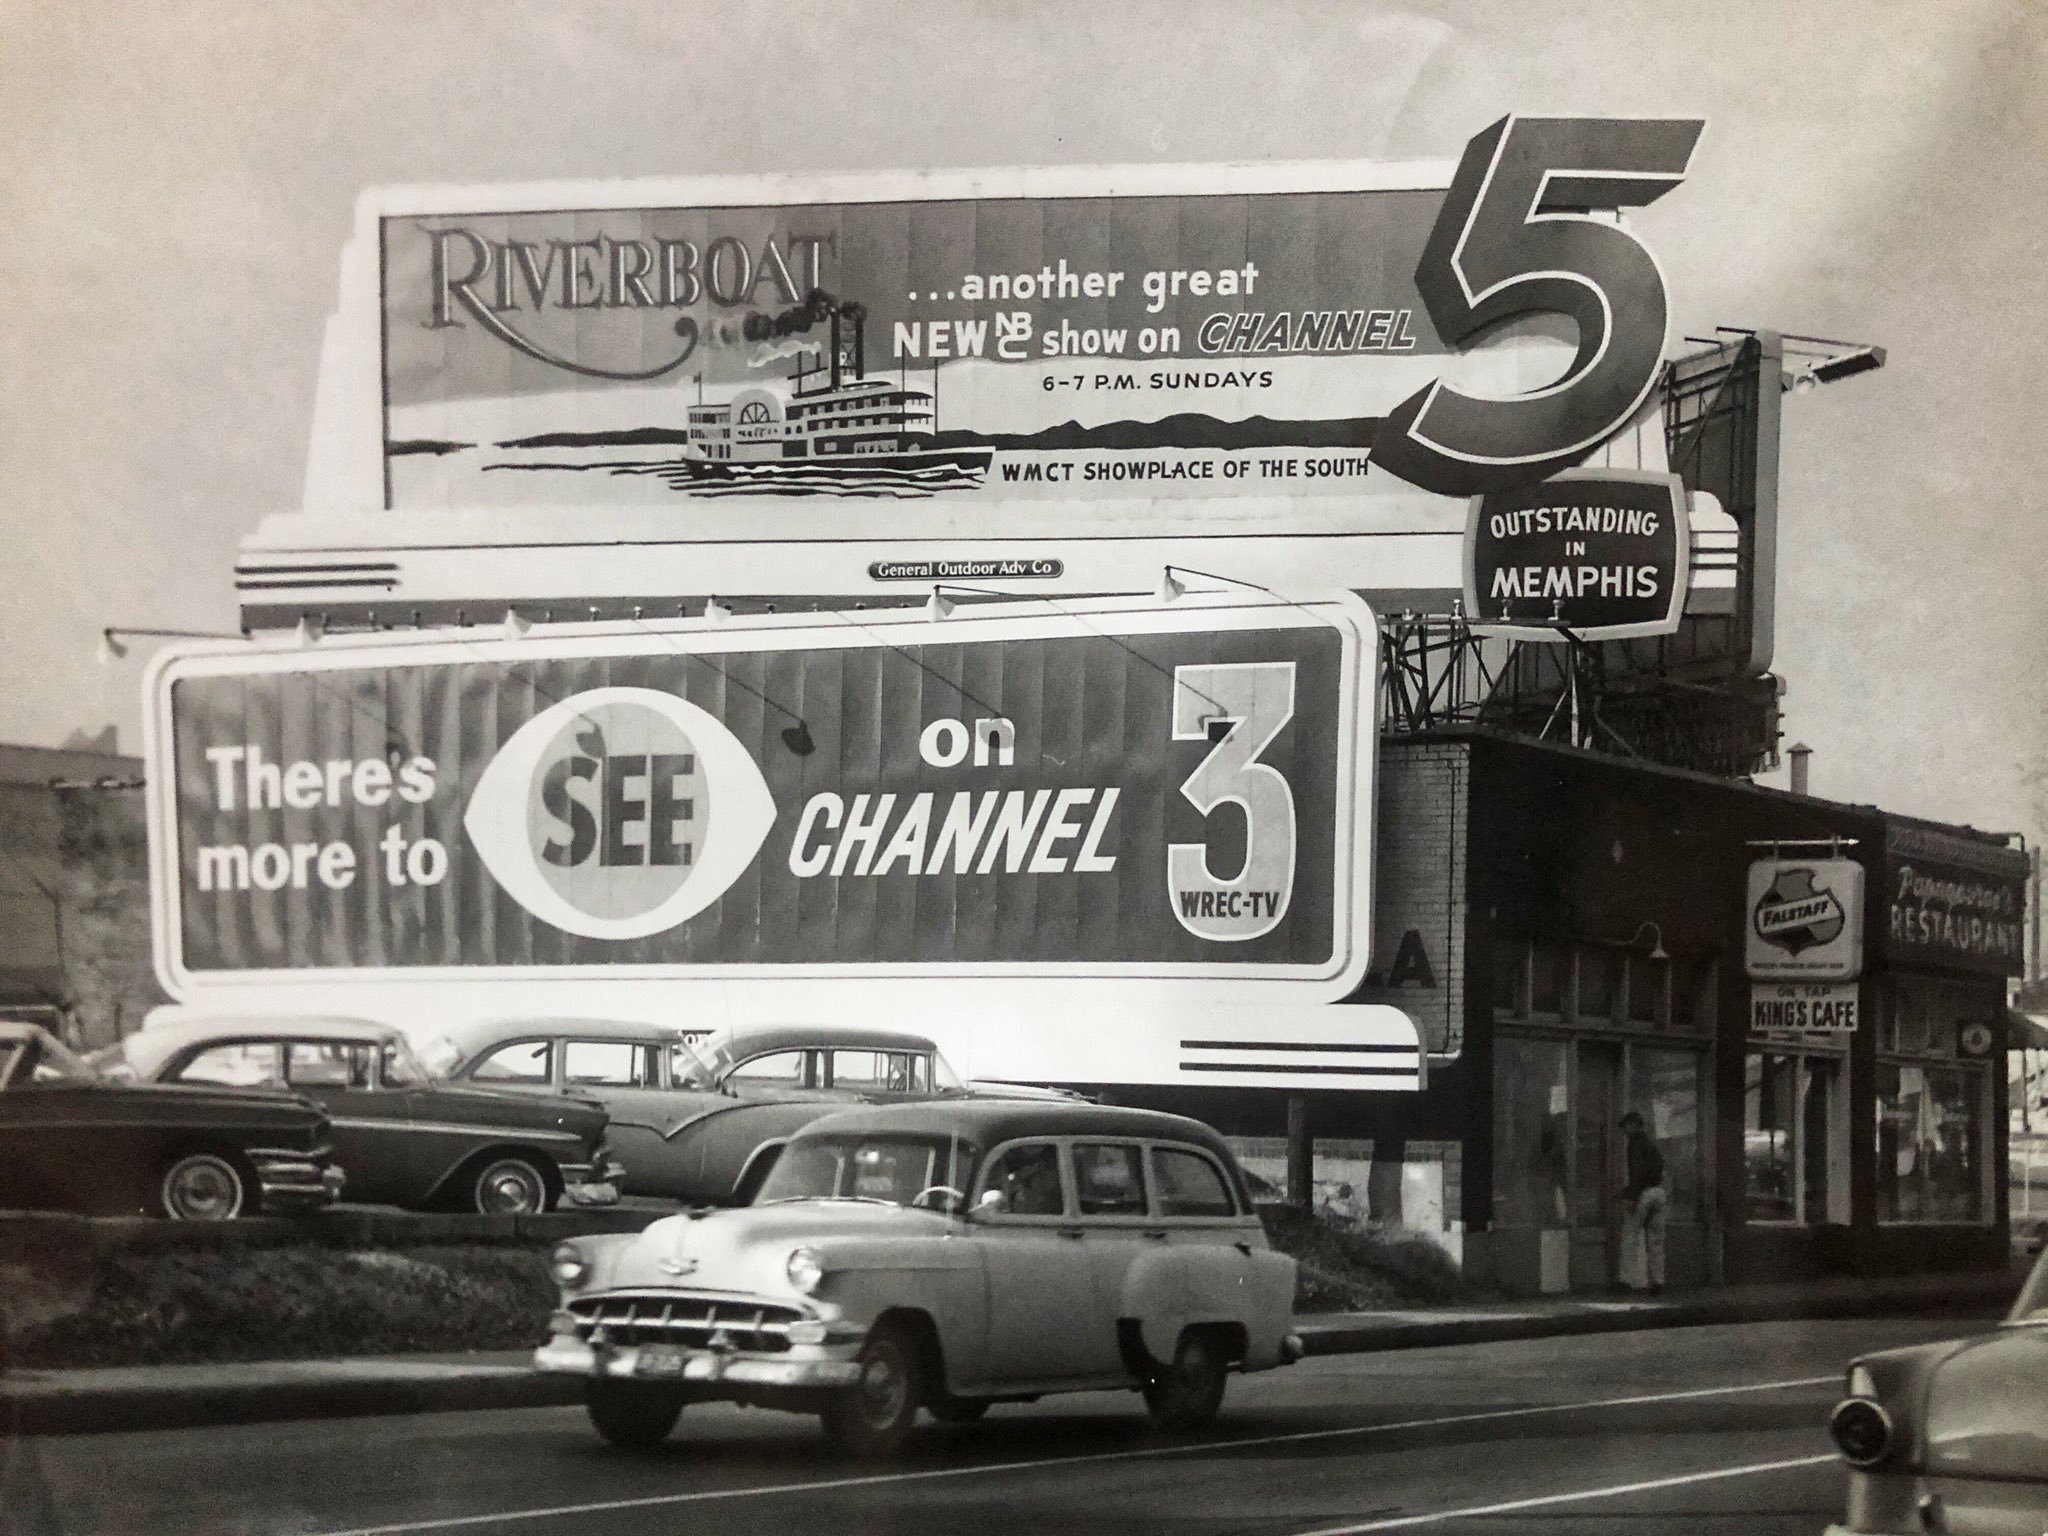 RIVERBOAT
...another great
NEW NBC show on CHANNEL 5
6-7 P.M. SUNDAYS
WMCT SHOWPLACE OF THE SOUTH
OUTSTANDING
IN
MEMPHIS
General Outdoor Adv Co
There's
more to
SEE
on
CHANNEL
3
WREC-TV
FALSTAFF
ON TAP
KING'S CAFE
RESTAURANT